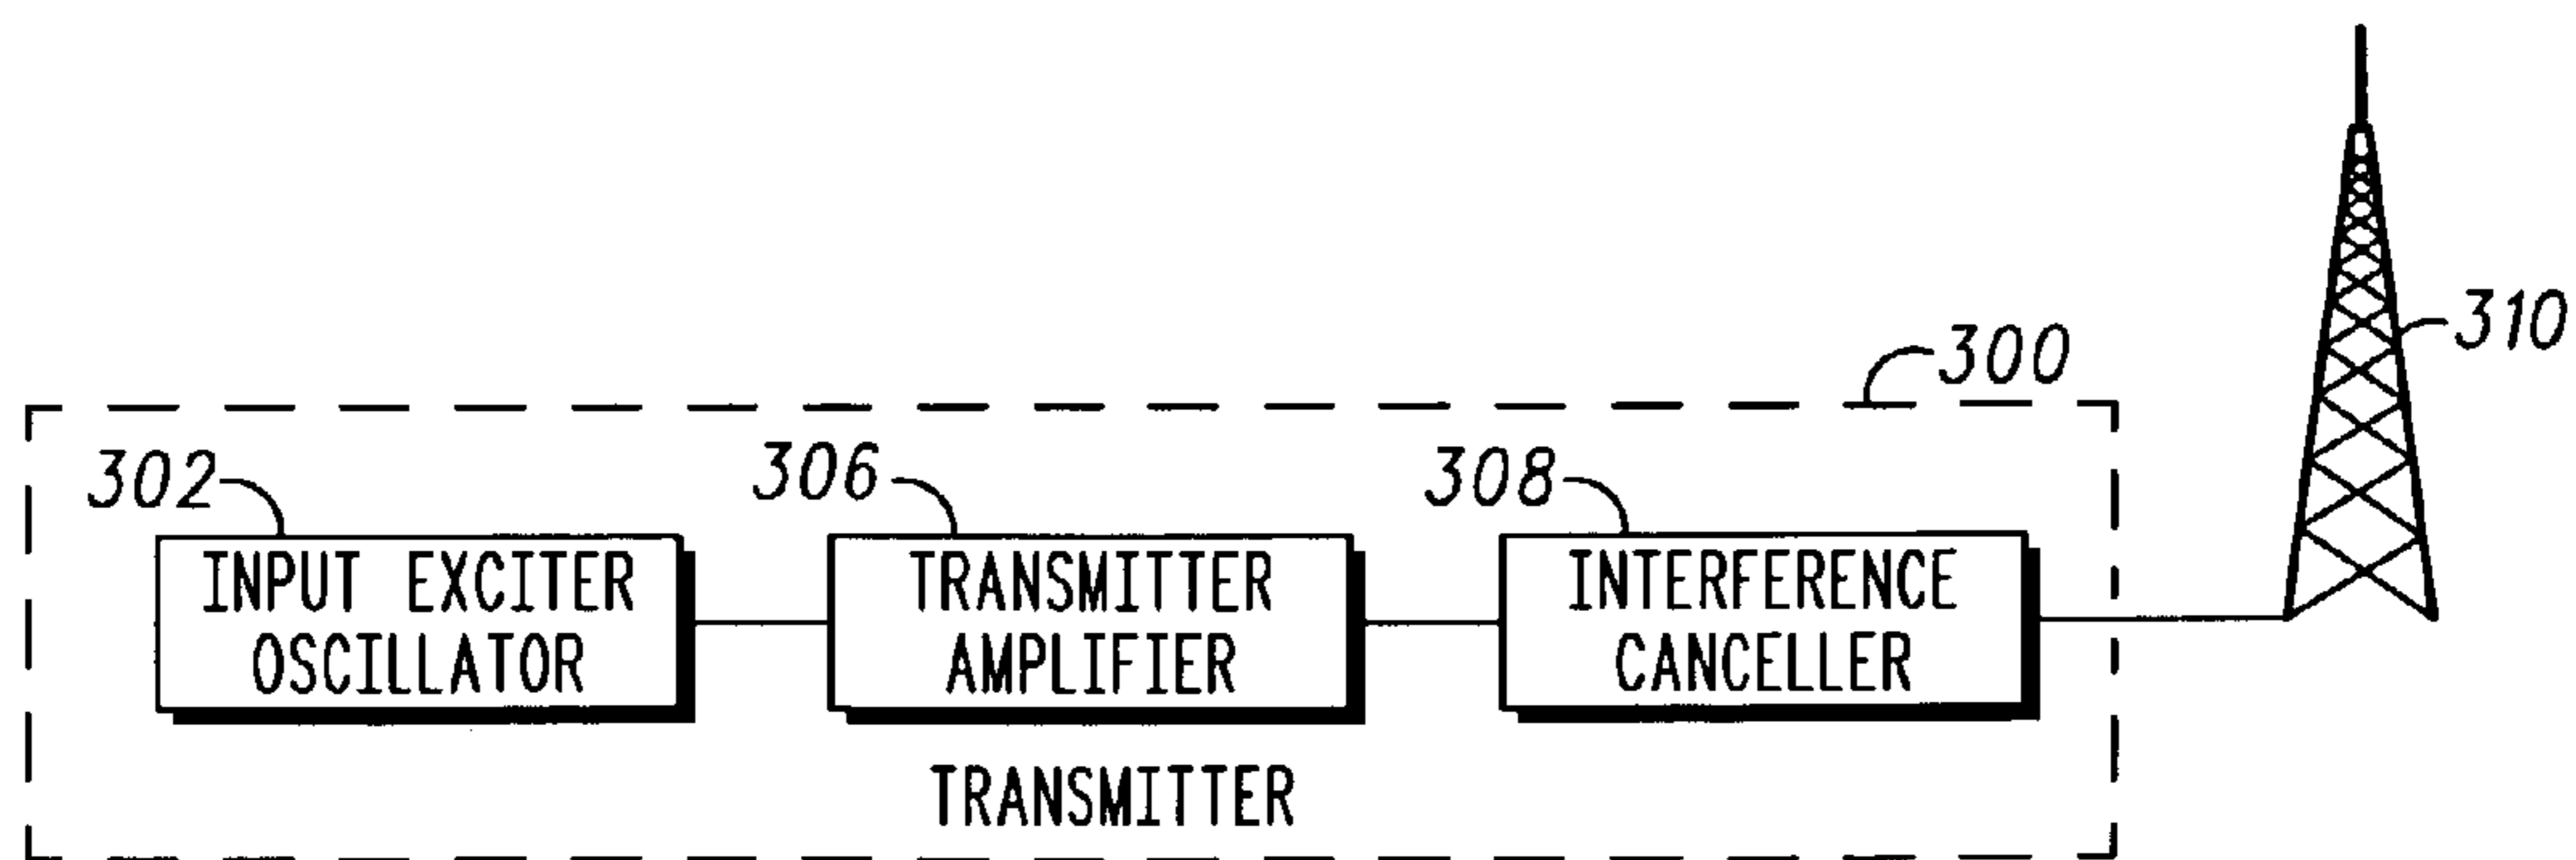 310
300
302
306
308
INPUT EXCITER
OSCILLATOR
TRANSMITTER
AMPLIFIER
INTERFERENCE
CANCELLER
TRANSMITTER